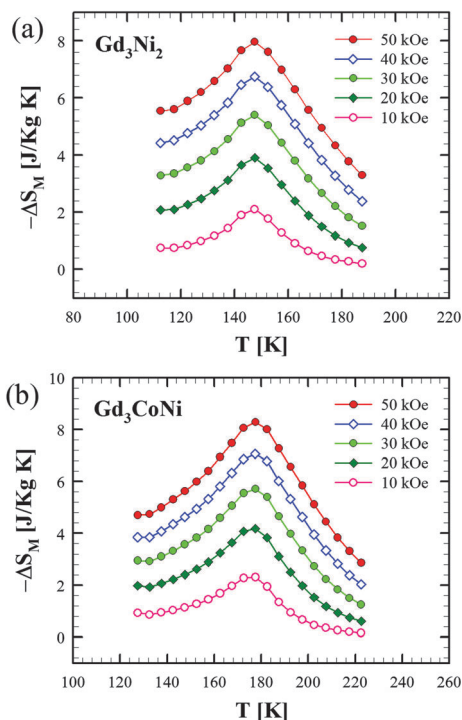 (a)
Gd₃Ni₂
50 kOe
40 kOe
30 kOe
20 kOe
10 kOe
8
6
4
2
0
−ΔS_M [J/Kg K]
80 100 120 140 160 180 200 220
T [K]
(b)
Gd₃CoNi
50 kOe
40 kOe
30 kOe
20 kOe
10 kOe
10
8
6
4
2
0
−ΔS_M [J/Kg K]
100 120 140 160 180 200 220 240 260
T [K]